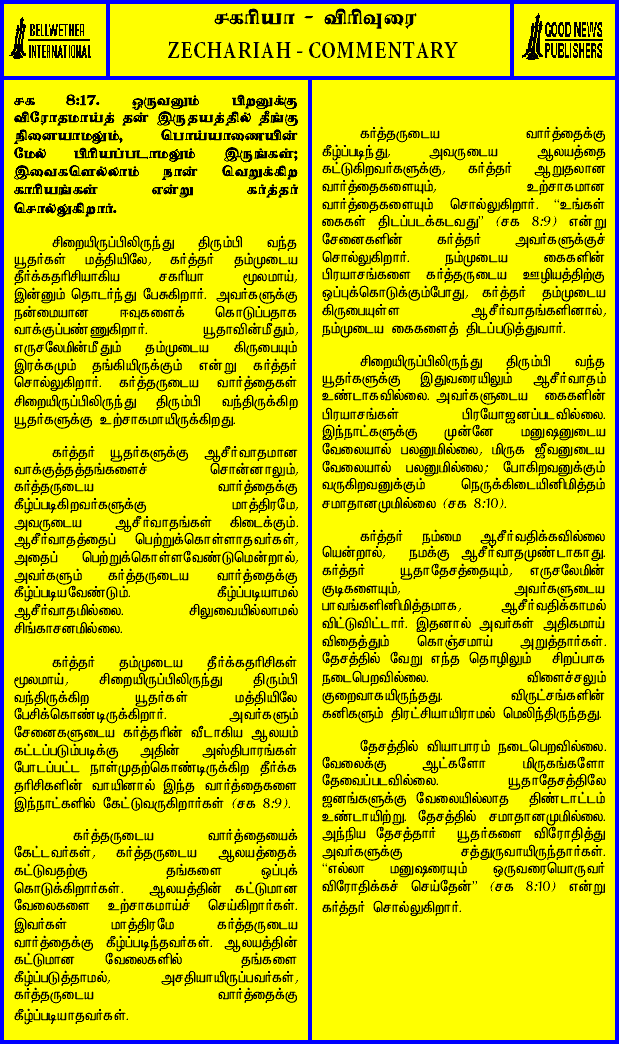 BELLWETHER
INTERNATIONAL
சகரியா - விரிவுரை
ZECHARIAH - COMMENTARY
GOOD NEWS
PUBLISHERS
சக 8:17. ஒருவனும் பிறனுக்கு
விரோதமாய்த் தன் இருதயத்தில் தீங்கு
நினையாமலும், பொய்யாணையின்
மேல் பிரியப்படாமலும் இருங்கள்;
இவைகளெல்லாம் நான் வெறுக்கிற
காரியங்கள் என்று கர்த்தர்
சொல்லுகிறார்.
சிறையிருப்பிலிருந்து திரும்பி வந்த
யூதர்கள் மத்தியிலே, கர்த்தர் தம்முடைய
தீர்க்கதரிசியாகிய சகரியா மூலமாய்,
இன்னும் தொடர்ந்து பேசுகிறார். அவர்களுக்கு
நன்மையான ஈவுகளைக் கொடுப்பதாக
வாக்குப்பண்ணுகிறார். யூதாவின்மீதும்,
எருசலேமின்மீதும் தம்முடைய கிருபையும்
இரக்கமும் தங்கியிருக்கும் என்று கர்த்தர்
சொல்லுகிறார். கர்த்தருடைய வார்த்தைகள்
சிறையிருப்பிலிருந்து திரும்பி வந்திருக்கிற
யூதர்களுக்கு உற்சாகமாயிருக்கிறது.
கர்த்தர் யூதர்களுக்கு ஆசீர்வாதமான
வாக்குத்தத்தங்களைச் சொன்னாலும்,
கர்த்தருடைய வார்த்தைக்கு
கீழ்ப்படிகிறவர்களுக்கு மாத்திரமே,
அவருடைய ஆசீர்வாதங்கள் கிடைக்கும்.
ஆசீர்வாதத்தைப் பெற்றுக்கொள்ளாதவர்கள்,
அதைப் பெற்றுக்கொள்ளவேண்டுமென்றால்,
அவர்களும் கர்த்தருடைய வார்த்தைக்கு
கீழ்ப்படியவேண்டும். கீழ்ப்படியாமல்
ஆசீர்வாதமில்லை. சிலுவையில்லாமல்
சிங்காசனமில்லை.
கர்த்தர் தம்முடைய தீர்க்கதரிசிகள்
மூலமாய், சிறையிருப்பிலிருந்து திரும்பி
வந்திருக்கிற யூதர்கள் மத்தியிலே
பேசிக்கொண்டிருக்கிறார். அவர்களும்
சேனைகளுடைய கர்த்தரின் வீடாகிய ஆலயம்
கட்டப்படும்படிக்கு அதின் அஸ்திபாரங்கள்
போடப்பட்ட நாள்முதற்கொண்டிருக்கிற தீர்க்க
தரிசிகளின் வாயினால் இந்த வார்த்தைகளை
இந்நாட்களில் கேட்டுவருகிறார்கள் (சக 8:9).
கர்த்தருடைய வார்த்தையைக்
கேட்டவர்கள், கர்த்தருடைய ஆலயத்தைக்
கட்டுவதற்கு தங்களை ஒப்புக்
கொடுக்கிறார்கள். ஆலயத்தின் கட்டுமான
வேலைகளை உற்சாகமாய்ச் செய்கிறார்கள்.
இவர்கள் மாத்திரமே கர்த்தருடைய
வார்த்தைக்கு கீழ்ப்படிந்தவர்கள். ஆலயத்தின்
கட்டுமான வேலைகளில் தங்களை
கீழ்ப்படுத்தாமல், அசதியாயிருப்பவர்கள்,
கர்த்தருடைய வார்த்தைக்கு
கீழ்ப்படியாதவர்கள்.
கர்த்தருடைய வார்த்தைக்கு
கீழ்ப்படிந்து, அவருடைய ஆலயத்தை
கட்டுகிறவர்களுக்கு, கர்த்தர் ஆறுதலான
வார்த்தைகளையும், உற்சாகமான
வார்த்தைகளையும் சொல்லுகிறார். “உங்கள்
கைகள் திடப்படக்கடவது” (சக 8:9) என்று
சேனைகளின் கர்த்தர் அவர்களுக்குச்
சொல்லுகிறார். நம்முடைய கைகளின்
பிரயாசங்களை கர்த்தருடைய ஊழியத்திற்கு
ஒப்புக்கொடுக்கும்போது, கர்த்தர் தம்முடைய
கிருபையுள்ள ஆசீர்வாதங்களினால்,
நம்முடைய கைகளைத் திடப்படுத்துவார்.
சிறையிருப்பிலிருந்து திரும்பி வந்த
யூதர்களுக்கு இதுவரையிலும் ஆசீர்வாதம்
உண்டாகவில்லை. அவர்களுடைய கைகளின்
பிரயாசங்கள் பிரயோஜனப்படவில்லை.
இந்நாட்களுக்கு முன்னே மனுஷனுடைய
வேலையால் பலனுமில்லை, மிருக ஜீவனுடைய
வேலையால் பலனுமில்லை; போகிறவனுக்கும்
வருகிறவனுக்கும் நெருக்கிடையினிமித்தம்
சமாதானமுமில்லை (சக 8:10).
கர்த்தர் நம்மை ஆசீர்வதிக்கவில்லை
யென்றால், நமக்கு ஆசீர்வாதமுண்டாகாது.
கர்த்தர் யூதாதேசத்தையும், எருசலேமின்
குடிகளையும், அவர்களுடைய
பாவங்களினிமித்தமாக, ஆசீர்வதிக்காமல்
விட்டுவிட்டார். இதனால் அவர்கள் அதிகமாய்
விதைத்தும் கொஞ்சமாய் அறுத்தார்கள்.
தேசத்தில் வேறு எந்த தொழிலும் சிறப்பாக
நடைபெறவில்லை. விளைச்சலும்
குறைவாகயிருந்தது. விருட்சங்களின்
கனிகளும் திரட்சியாயிராமல் மெலிந்திருந்தது.
தேசத்தில் வியாபாரம் நடைபெறவில்லை.
வேலைக்கு ஆட்களோ மிருகங்களோ
தேவைப்படவில்லை. யூதாதேசத்திலே
ஜனங்களுக்கு வேலையில்லாத திண்டாட்டம்
உண்டாயிற்று. தேசத்தில் சமாதானமுமில்லை.
அந்நிய தேசத்தார் யூதர்களை விரோதித்து
அவர்களுக்கு சத்துருவாயிருந்தார்கள்.
“எல்லா மனுஷரையும் ஒருவரையொருவர்
விரோதிக்கச் செய்தேன்” (சக 8:10) என்று
கர்த்தர் சொல்லுகிறார்.